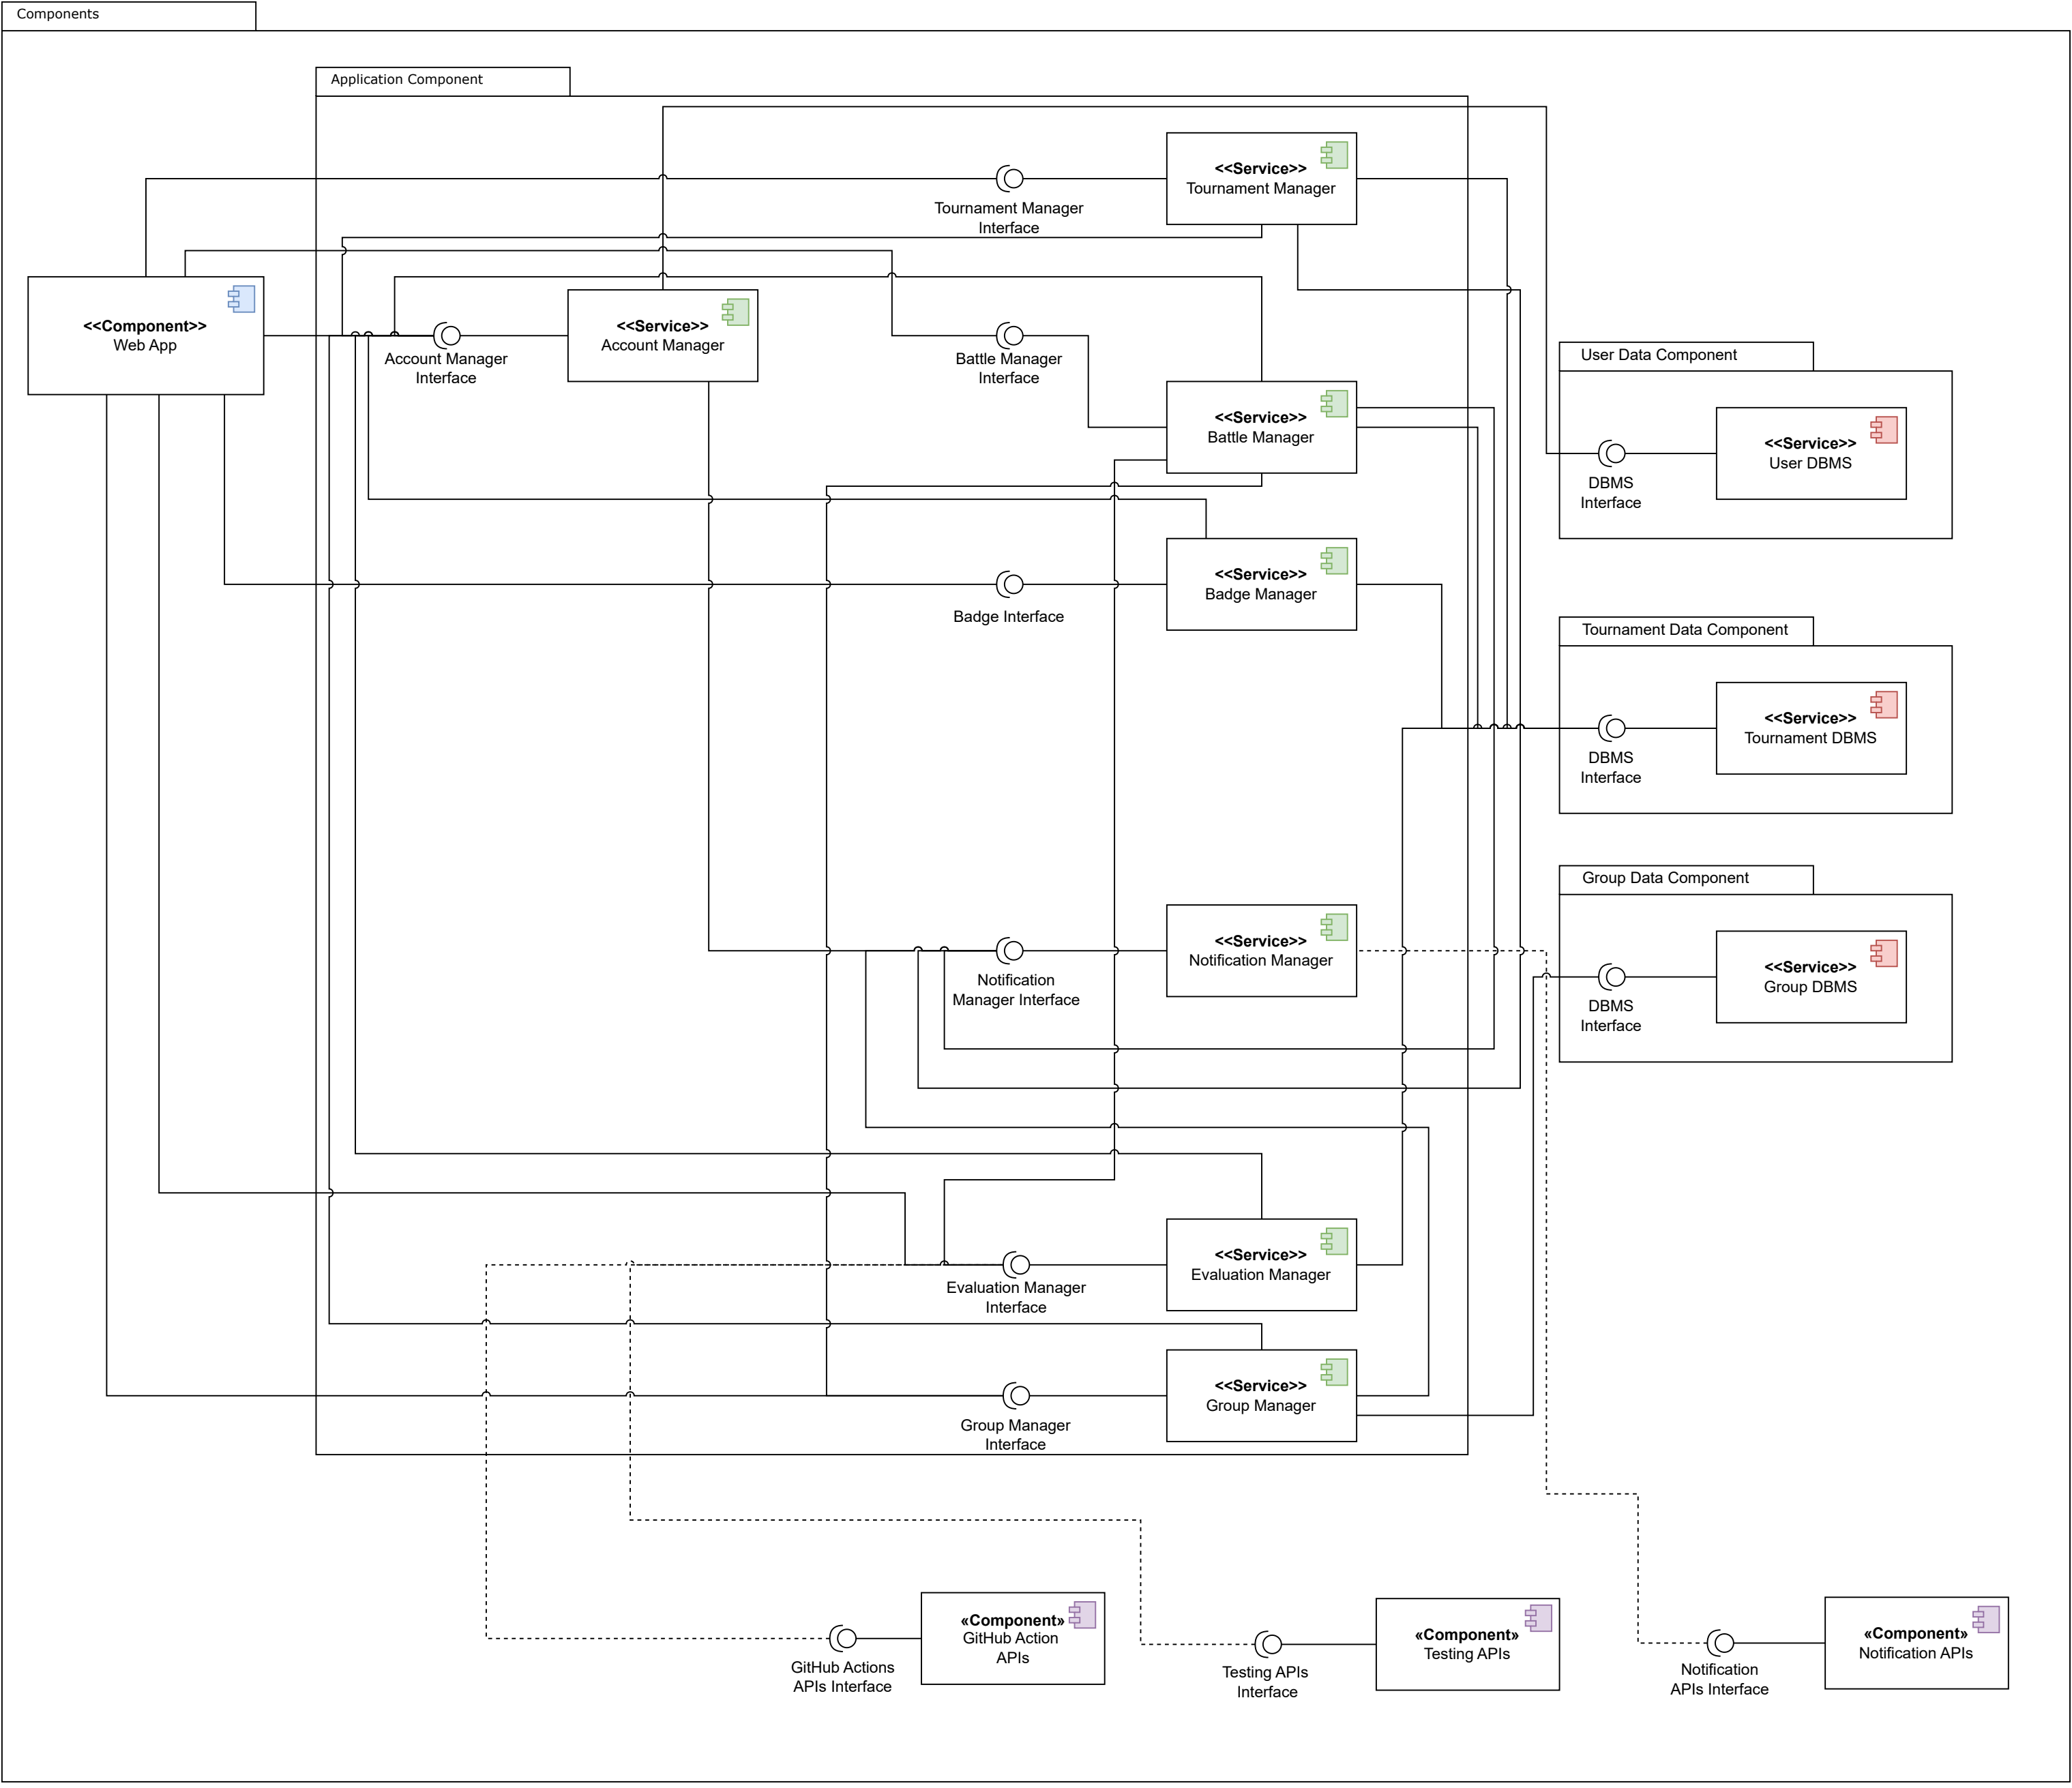 Components
Application Component
<<Service>>
Tournament Manager
Tournament Manager
Interface
<<Component>>
Web App
<<Service>>
Account Manager
Account Manager
Interface
Battle Manager
Interface
User Data Component
<<Service>>
Battle Manager
<<Service>>
User DBMS
DBMS
Interface
<<Service>>
Badge Manager
Badge Interface
Tournament Data Component
<<Service>>
Tournament DBMS
DBMS
Interface
Group Data Component
<<Service>>
Notification Manager
Notification
Manager Interface
<<Service>>
Group DBMS
DBMS
Interface
<<Service>>
Evaluation Manager
Evaluation Manager
Interface
<<Service>>
Group Manager
Group Manager
Interface
«Component»
GitHub Action
APIs
GitHub Actions
APIs Interface
«Component»
Testing APIs
Testing APIs
Interface
«Component»
Notification APIs
Notification
APIs Interface